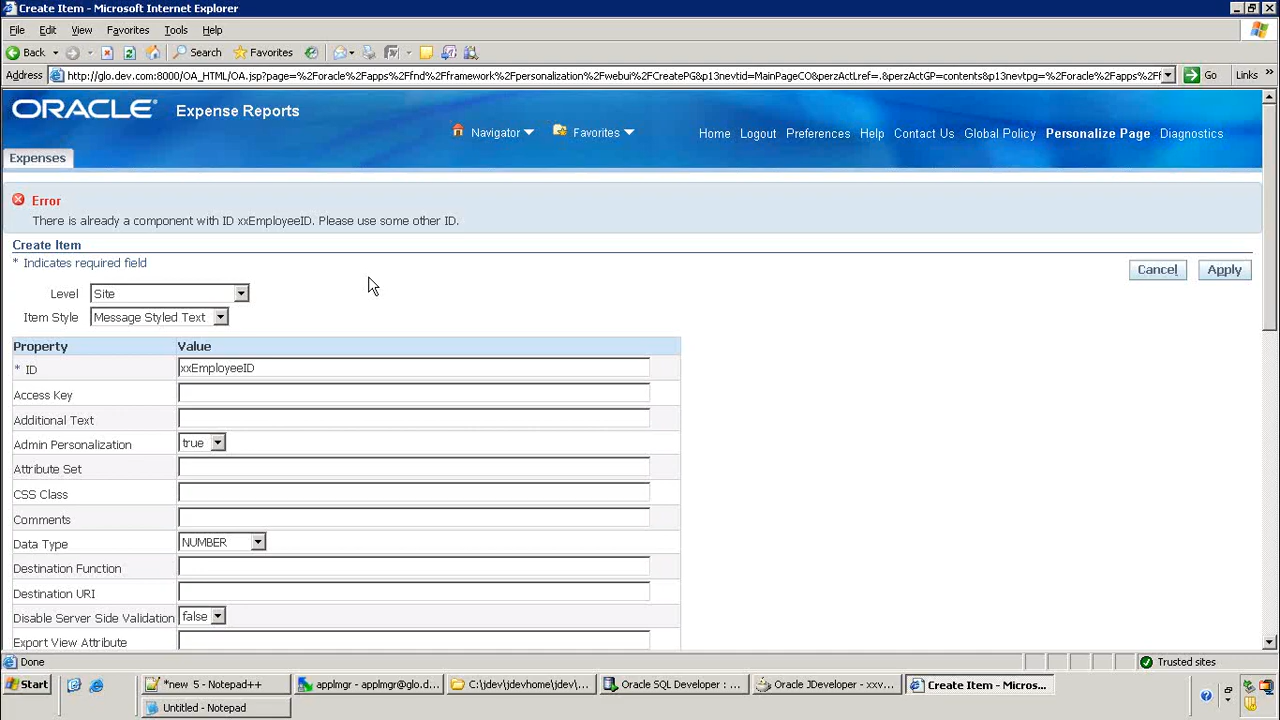 Create Item - Microsoft Internet Explorer
File Edit View Favorites Tools Help
Back Search Favorites
Address http://glo.dev.com:8000/OA_HTML/OA.jsp?page=%2Foracle%2Fapps%2Ffnd%2Fframework%2Fpersonalization%2Fwebui%2FCreatePG&p13nevtid=MainPageCO&perzActLref=.&perzActGP=contents&p13nevtpg=%2Foracle%2Fapps%2F Go Links »
ORACLE® Expense Reports
Navigator Favorites Home Logout Preferences Help Contact Us Global Policy Personalize Page Diagnostics
Expenses
Error
There is already a component with ID xxEmployeeID. Please use some other ID.
Create Item
* Indicates required field
Cancel Apply
Level Site
Item Style Message Styled Text
Property Value
* ID xxEmployeeID
Access Key
Additional Text
Admin Personalization true
Attribute Set
CSS Class
Comments
Data Type NUMBER
Destination Function
Destination URI
Disable Server Side Validation false
Export View Attribute
Done Trusted sites
Start *new 5 - Notepad++ applmgr - applmgr@glo.d... C:\jdev\jdevhome\jdev\... Oracle SQL Developer : ... Oracle JDeveloper - xxv... Create Item - Micros...
Untitled - Notepad